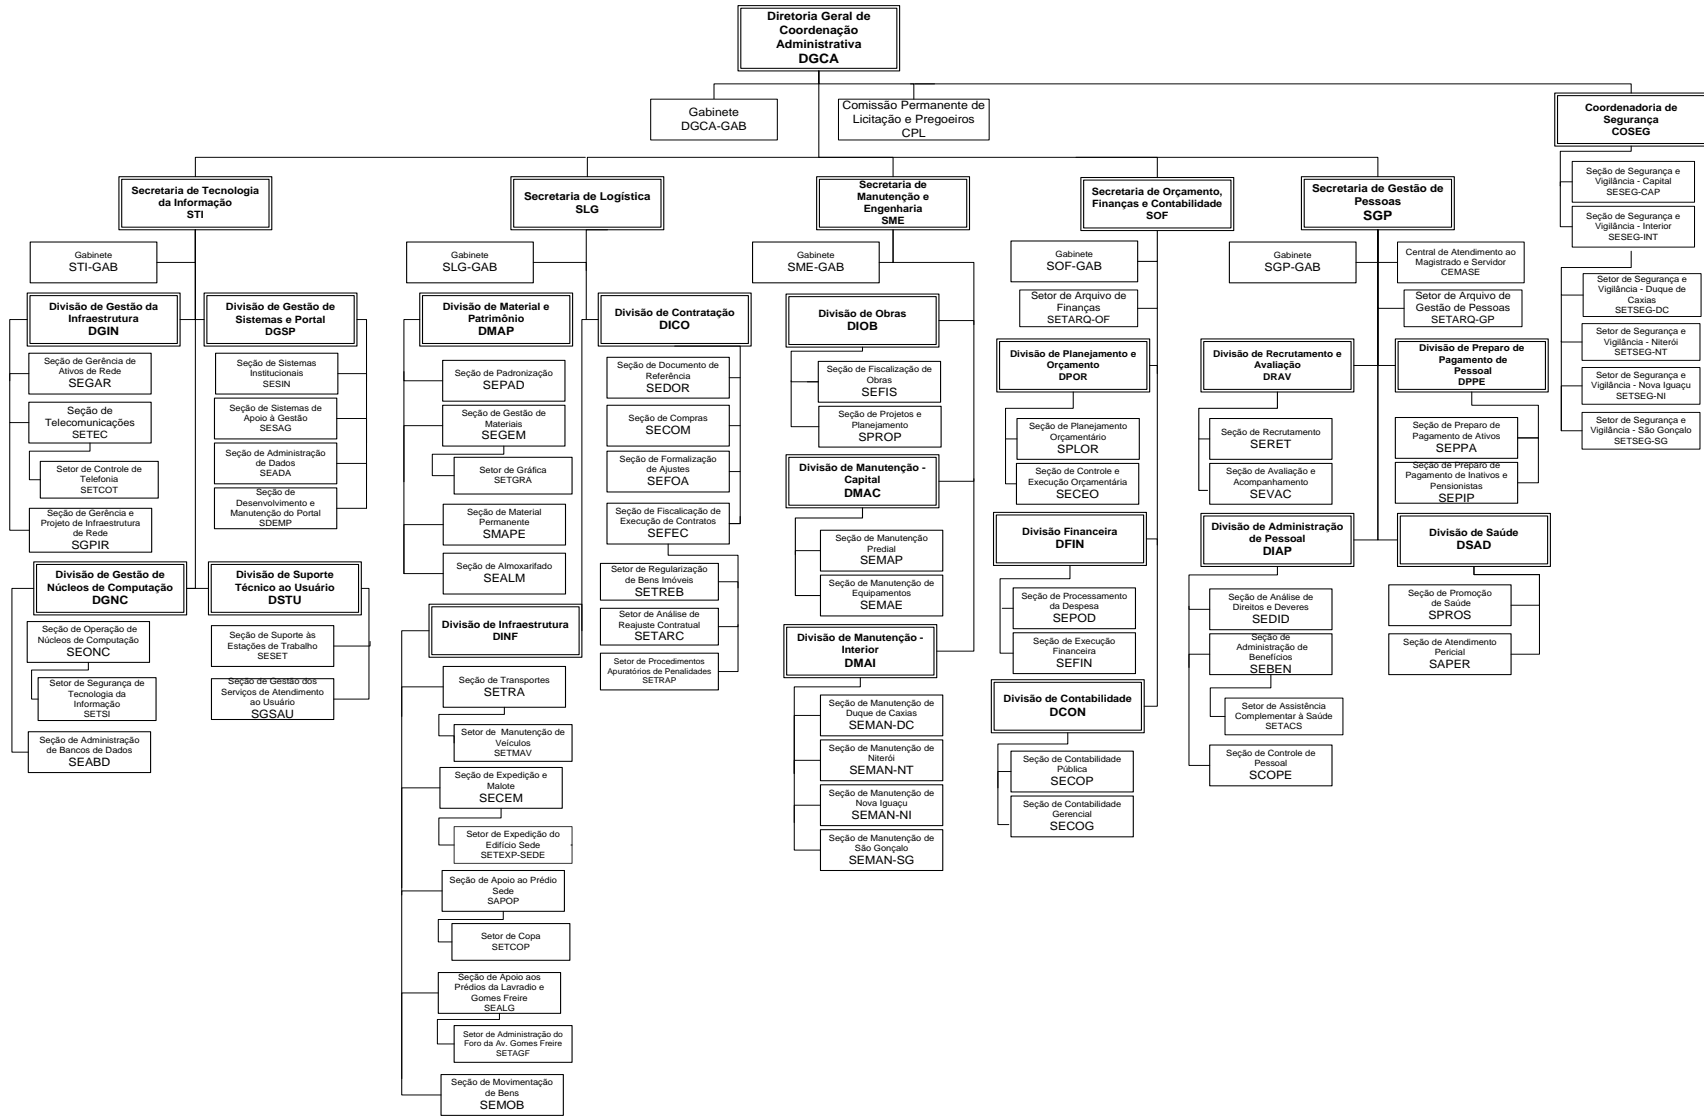 Diretoria Geral de
Coordenação
Administrativa
DGCA
Gabinete
DGCA-GAB
Comissão Permanente de
Licitação e Pregoeiros
CPL
Coordenadoria de
Segurança
COSEG
Seção de Segurança e
Vigilância - Capital
SESEG-CAP
Seção de Segurança e
Vigilância - Interior
SESEG-INT
Setor de Segurança e
Vigilância - Duque de
Caxias
SETSEG-DC
Setor de Segurança e
Vigilância - Niterói
SETSEG-NT
Setor de Segurança e
Vigilância - Nova Iguaçu
SETSEG-NI
Setor de Segurança e
Vigilância - São Gonçalo
SETSEG-SG
Secretaria de Tecnologia
da Informação
STI
Gabinete
STI-GAB
Divisão de Gestão da
Infraestrutura
DGIN
Seção de Gerência de
Ativos de Rede
SEGAR
Seção de
Telecomunicações
SETEC
Setor de Controle de
Telefonia
SETCOT
Seção de Gerência e
Projeto de Infraestrutura
de Rede
SGPIR
Divisão de Gestão de
Sistemas e Portal
DGSP
Seção de Sistemas
Institucionais
SESIN
Seção de Sistemas de
Apoio à Gestão
SESAG
Seção de Administração
de Dados
SEADA
Seção de
Desenvolvimento e
Manutenção do Portal
SDEMP
Divisão de Gestão de
Núcleos de Computação
DGNC
Seção de Operação de
Núcleos de Computação
SEONC
Setor de Segurança de
Tecnologia da
Informação
SETSI
Seção de Administração
de Bancos de Dados
SEABD
Divisão de Suporte
Técnico ao Usuário
DSTU
Seção de Suporte às
Estações de Trabalho
SESET
Seção de Gestão dos
Serviços de Atendimento
ao Usuário
SGSAU
Secretaria de Logística
SLG
Gabinete
SLG-GAB
Divisão de Material e
Patrimônio
DMAP
Seção de Padronização
SEPAD
Seção de Gestão de
Materiais
SEGEM
Setor de Gráfica
SETGRA
Seção de Material
Permanente
SMAPE
Seção de Almoxarifado
SEALM
Divisão de Infraestrutura
DINF
Seção de Transportes
SETRA
Setor de Manutenção de
Veículos
SETMAV
Seção de Expedição e
Malote
SECEM
Setor de Expedição do
Edifício Sede
SETEXP-SEDE
Seção de Apoio ao Prédio
Sede
SAPOP
Setor de Copa
SETCOP
Seção de Apoio aos
Prédios da Lavradio e
Gomes Freire
SEALG
Setor de Administração do
Foro da Av. Gomes Freire
SETAGF
Seção de Movimentação
de Bens
SEMOB
Divisão de Contratação
DICO
Seção de Documento de
Referência
SEDOR
Seção de Compras
SECOM
Seção de Formalização
de Ajustes
SEFOA
Seção de Fiscalicação de
Execução de Contratos
SEFEC
Setor de Regularização
de Bens Imóveis
SETREB
Setor de Análise de
Reajuste Contratual
SETARC
Setor de Procedimentos
Apuratórios de Penalidades
SETRAP
Secretaria de
Manutenção e
Engenharia
SME
Gabinete
SME-GAB
Divisão de Obras
DIOB
Seção de Fiscalização de
Obras
SEFIS
Seção de Projetos e
Planejamento
SPROP
Divisão de Manutenção -
Capital
DMAC
Seção de Manutenção
Predial
SEMAP
Seção de Manutenção de
Equipamentos
SEMAE
Divisão de Manutenção -
Interior
DMAI
Seção de Manutenção de
Duque de Caxias
SEMAN-DC
Seção de Manutenção de
Niterói
SEMAN-NT
Seção de Manutenção de
Nova Iguaçu
SEMAN-NI
Seção de Manutenção de
São Gonçalo
SEMAN-SG
Secretaria de Orçamento,
Finanças e Contabilidade
SOF
Gabinete
SOF-GAB
Setor de Arquivo de
Finanças
SETARQ-OF
Divisão de Planejamento e
Orçamento
DPOR
Seção de Planejamento
Orçamentário
SPLOR
Seção de Controle e
Execução Orçamentária
SECEO
Divisão Financeira
DFIN
Seção de Processamento
da Despesa
SEPOD
Seção de Execução
Financeira
SEFIN
Divisão de Contabilidade
DCON
Seção de Contabilidade
Pública
SECOP
Seção de Contabilidade
Gerencial
SECOG
Secretaria de Gestão de
Pessoas
SGP
Gabinete
SGP-GAB
Central de Atendimento ao
Magistrado e Servidor
CEMASE
Setor de Arquivo de
Gestão de Pessoas
SETARQ-GP
Divisão de Recrutamento e
Avaliação
DRAV
Seção de Recrutamento
SERET
Seção de Avaliação e
Acompanhamento
SEVAC
Divisão de Preparo de
Pagamento de
Pessoal
DPPE
Seção de Preparo de
Pagamento de Ativos
SEPPA
Seção de Preparo de
Pagamento de Inativos e
Pensionistas
SEPIP
Divisão de Administração
de Pessoal
DIAP
Seção de Análise de
Direitos e Deveres
SEDID
Seção de
Administração de
Benefícios
SEBEN
Setor de Assistência
Complementar à Saúde
SETACS
Seção de Controle de
Pessoal
SCOPE
Divisão de Saúde
DSAD
Seção de Promoção
de Saúde
SPROS
Seção de Atendimento
Pericial
SAPER